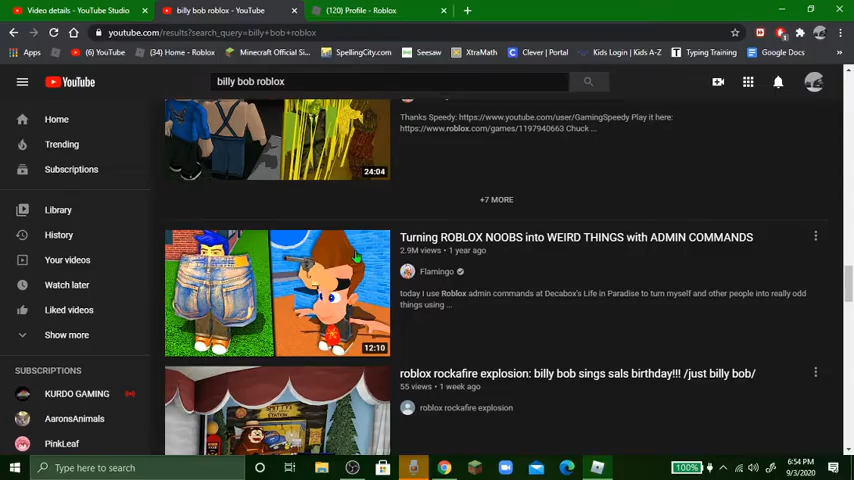 Video details - YouTube Studio
billy bob roblox - YouTube
(120) Profile - Roblox
youtube.com/results?search_query=billy+bob+roblox
Apps
(6) YouTube
(34) Home - Roblox
Minecraft Official Si...
SpellingCity.com
Seesaw
XtraMath
Clever | Portal
Kids Login | Kids A-Z
Typing Training
Google Docs
YouTube
billy bob roblox
Home
Trending
Subscriptions
Library
History
Your videos
Watch later
Liked videos
Show more
SUBSCRIPTIONS
KURDO GAMING
AaronsAnimals
PinkLeaf
Thanks Speedy: https://www.youtube.com/user/GamingSpeedy Play it here:
https://www.roblox.com/games/1197940663 Chuck ...
24:04
+7 MORE
Turning ROBLOX NOOBS into WEIRD THINGS with ADMIN COMMANDS
2.9M views • 1 year ago
Flamingo
today I use Roblox admin commands at Decabox's Life in Paradise to turn myself and other people into really odd
things using ...
12:10
roblox rockafire explosion: billy bob sings sals birthday!!! /just billy bob/
55 views • 1 week ago
roblox rockafire explosion
Type here to search
100%
6:54 PM
9/3/2020